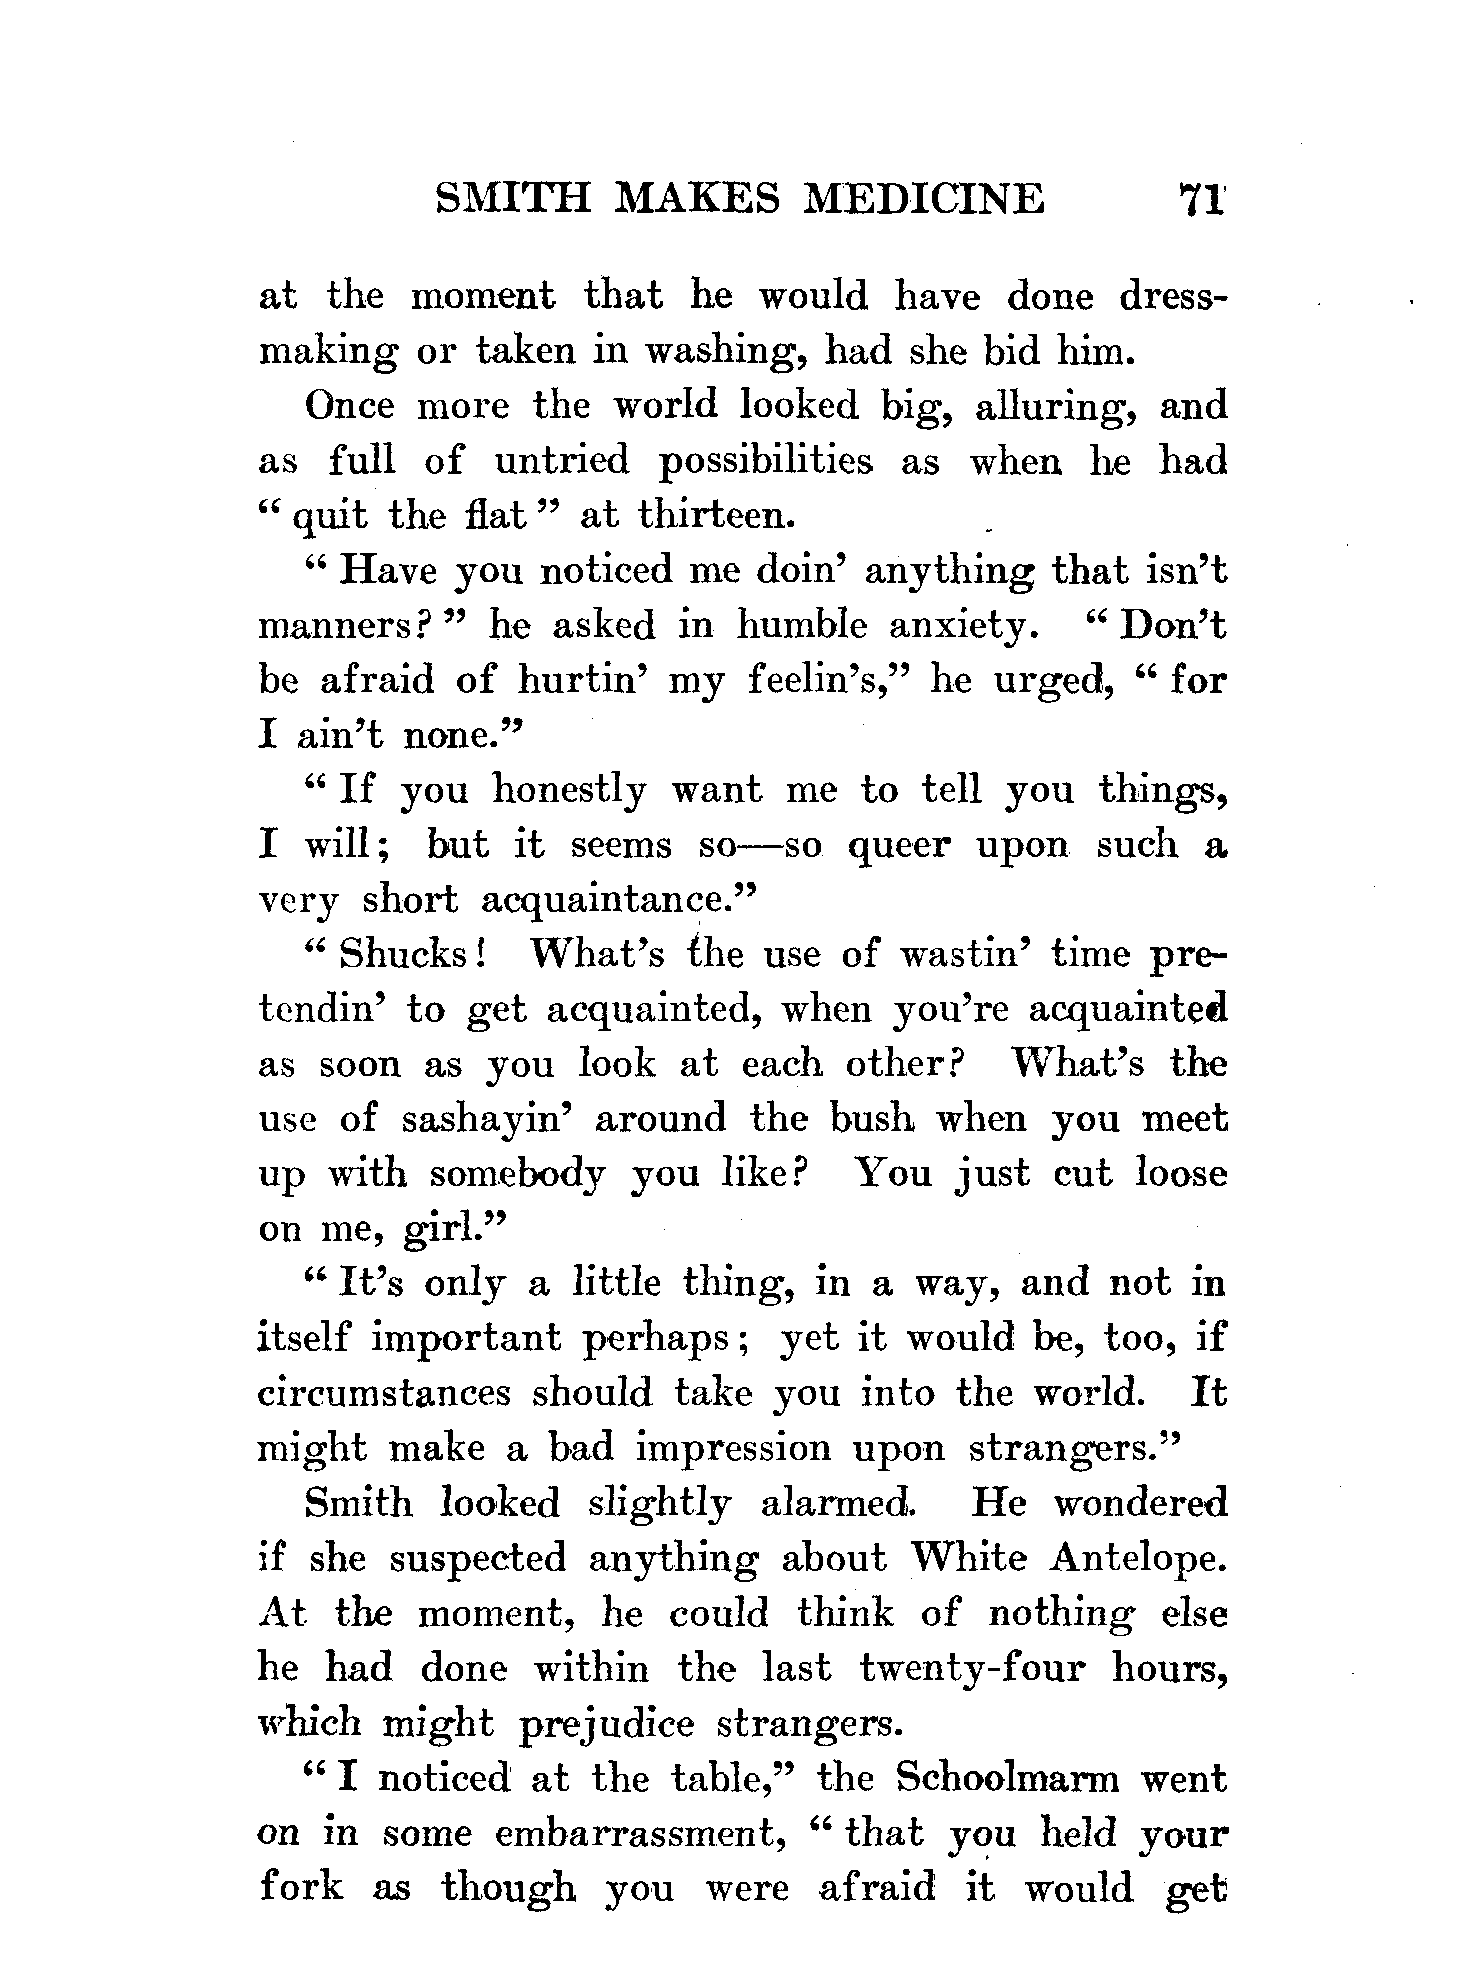 SMITH MAKES MEDICINE 71
at the moment that he would have done dress-
making or taken in washing, had she bid him.
Once more the world looked big, alluring, and
as full of untried possibilities as when he had
“ quit the flat ” at thirteen.
“ Have you noticed me doin’ anything that isn’t
manners? ” he asked in humble anxiety. “ Don’t
be afraid of hurtin’ my feelin’s,” he urged, “ for
I ain’t none.”
“ If you honestly want me to tell you things,
I will; but it seems so—so queer upon such a
very short acquaintance.”
“ Shucks! What’s the use of wastin’ time pre-
tendin’ to get acquainted, when you’re acquainted
as soon as you look at each other? What’s the
use of sashayin’ around the bush when you meet
up with somebody you like? You just cut loose
on me, girl.”
“ It’s only a little thing, in a way, and not in
itself important perhaps; yet it would be, too, if
circumstances should take you into the world. It
might make a bad impression upon strangers.”
Smith looked slightly alarmed. He wondered
if she suspected anything about White Antelope.
At the moment, he could think of nothing else
he had done within the last twenty-four hours,
which might prejudice strangers.
“ I noticed at the table,” the Schoolmarm went
on in some embarrassment, “ that you held your
fork as though you were afraid it would get